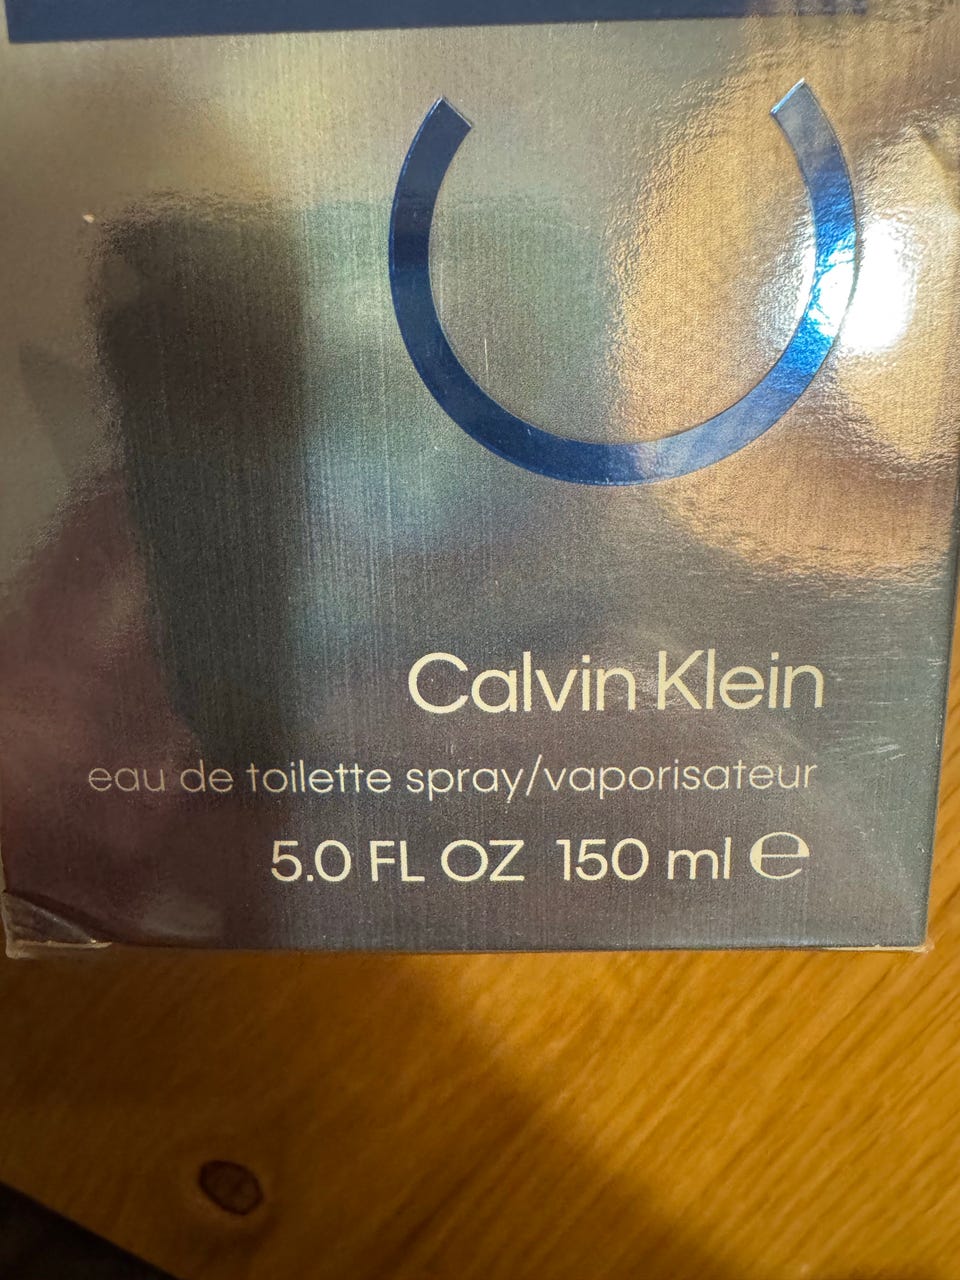 Calvin Klein
eau de toilette spray/vaporisateur
5.0 FL OZ 150 ml ℮